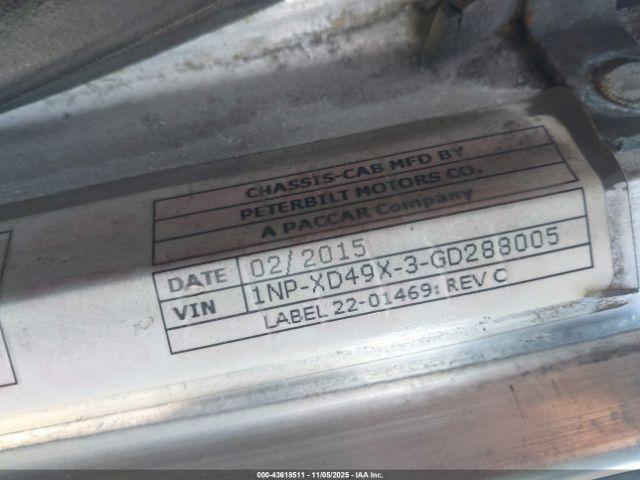 CHASSIS-CAB MFD BY
PETERBILT MOTORS CO.
A PACCAR Company
DATE 02/2015
VIN 1NP-XD49X-3-GD288005
LABEL 22-01469: REV C
000-43618511 - 11/05/2025 - IAA Inc.